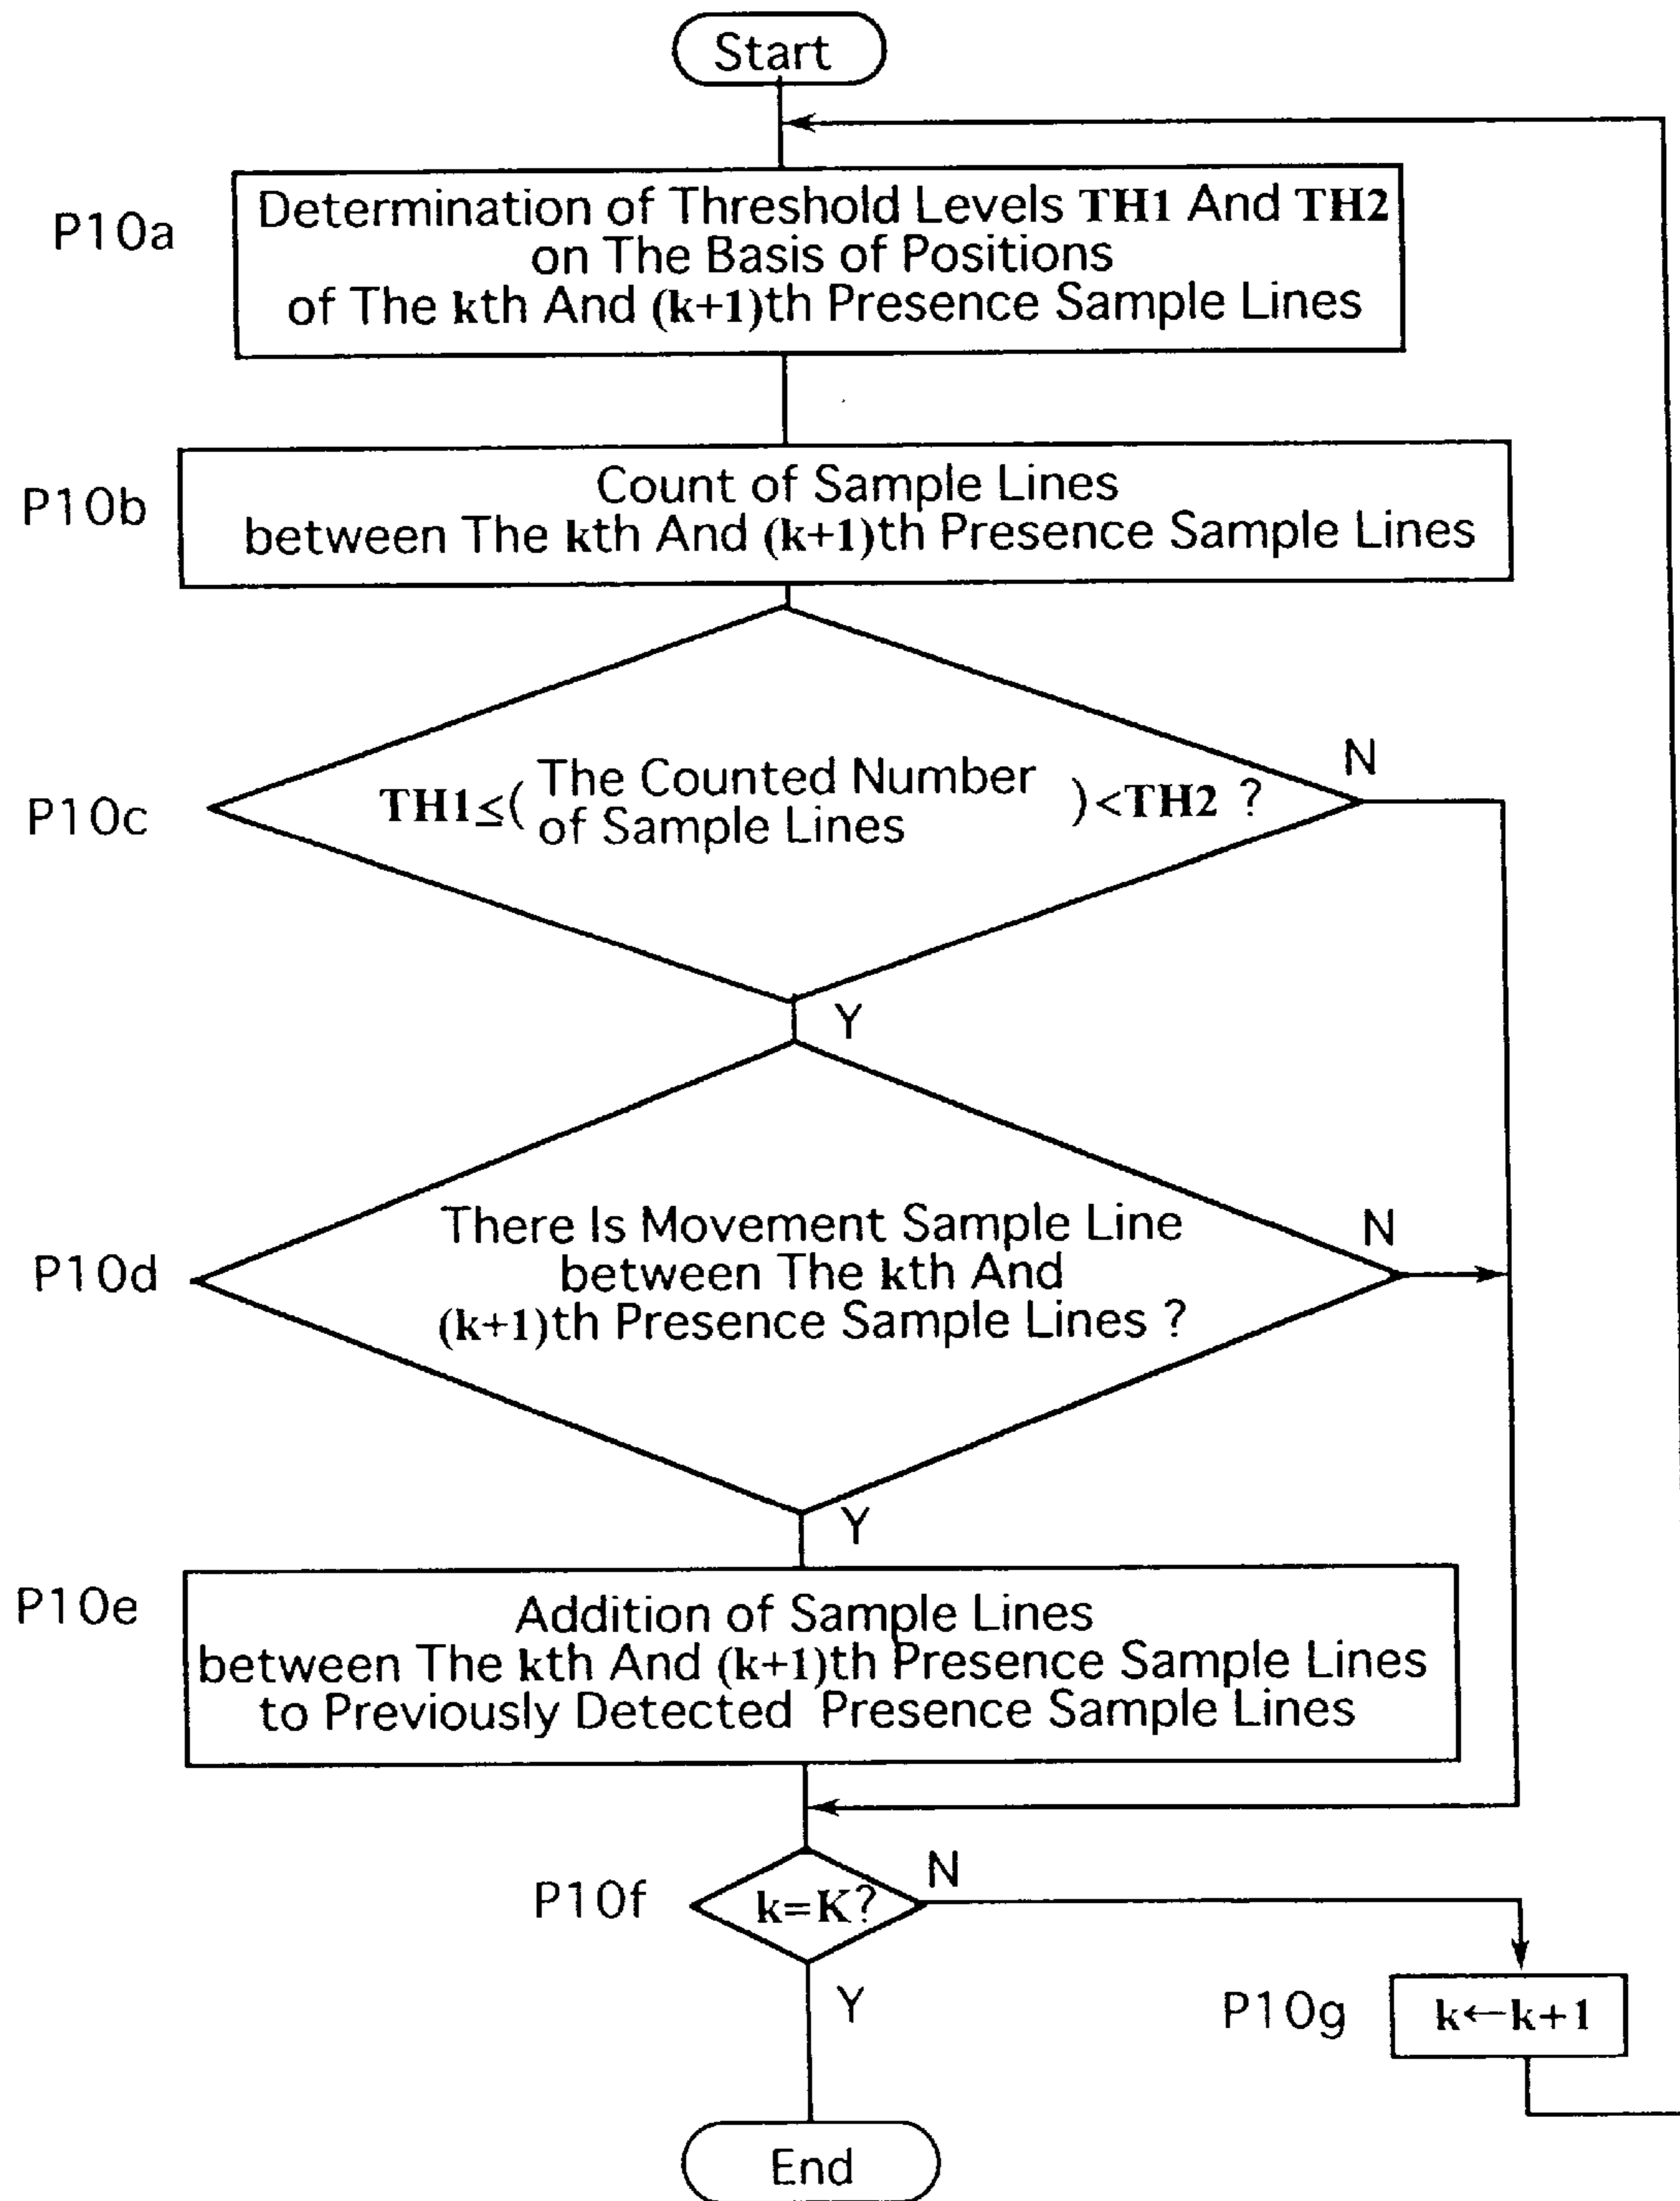 Start
P10a
Determination of Threshold Levels TH1 And TH2
on The Basis of Positions
of The kth And (k+1)th Presence Sample Lines
P10b
Count of Sample Lines
between The kth And (k+1)th Presence Sample Lines
P10c
TH1≤( The Counted Number
of Sample Lines )<TH2 ?
N
Y
P10d
There Is Movement Sample Line
between The kth And
(k+1)th Presence Sample Lines ?
N
Y
P10e
Addition of Sample Lines
between The kth And (k+1)th Presence Sample Lines
to Previously Detected Presence Sample Lines
P10f
k=K?
N
Y
P10g
k←k+1
End